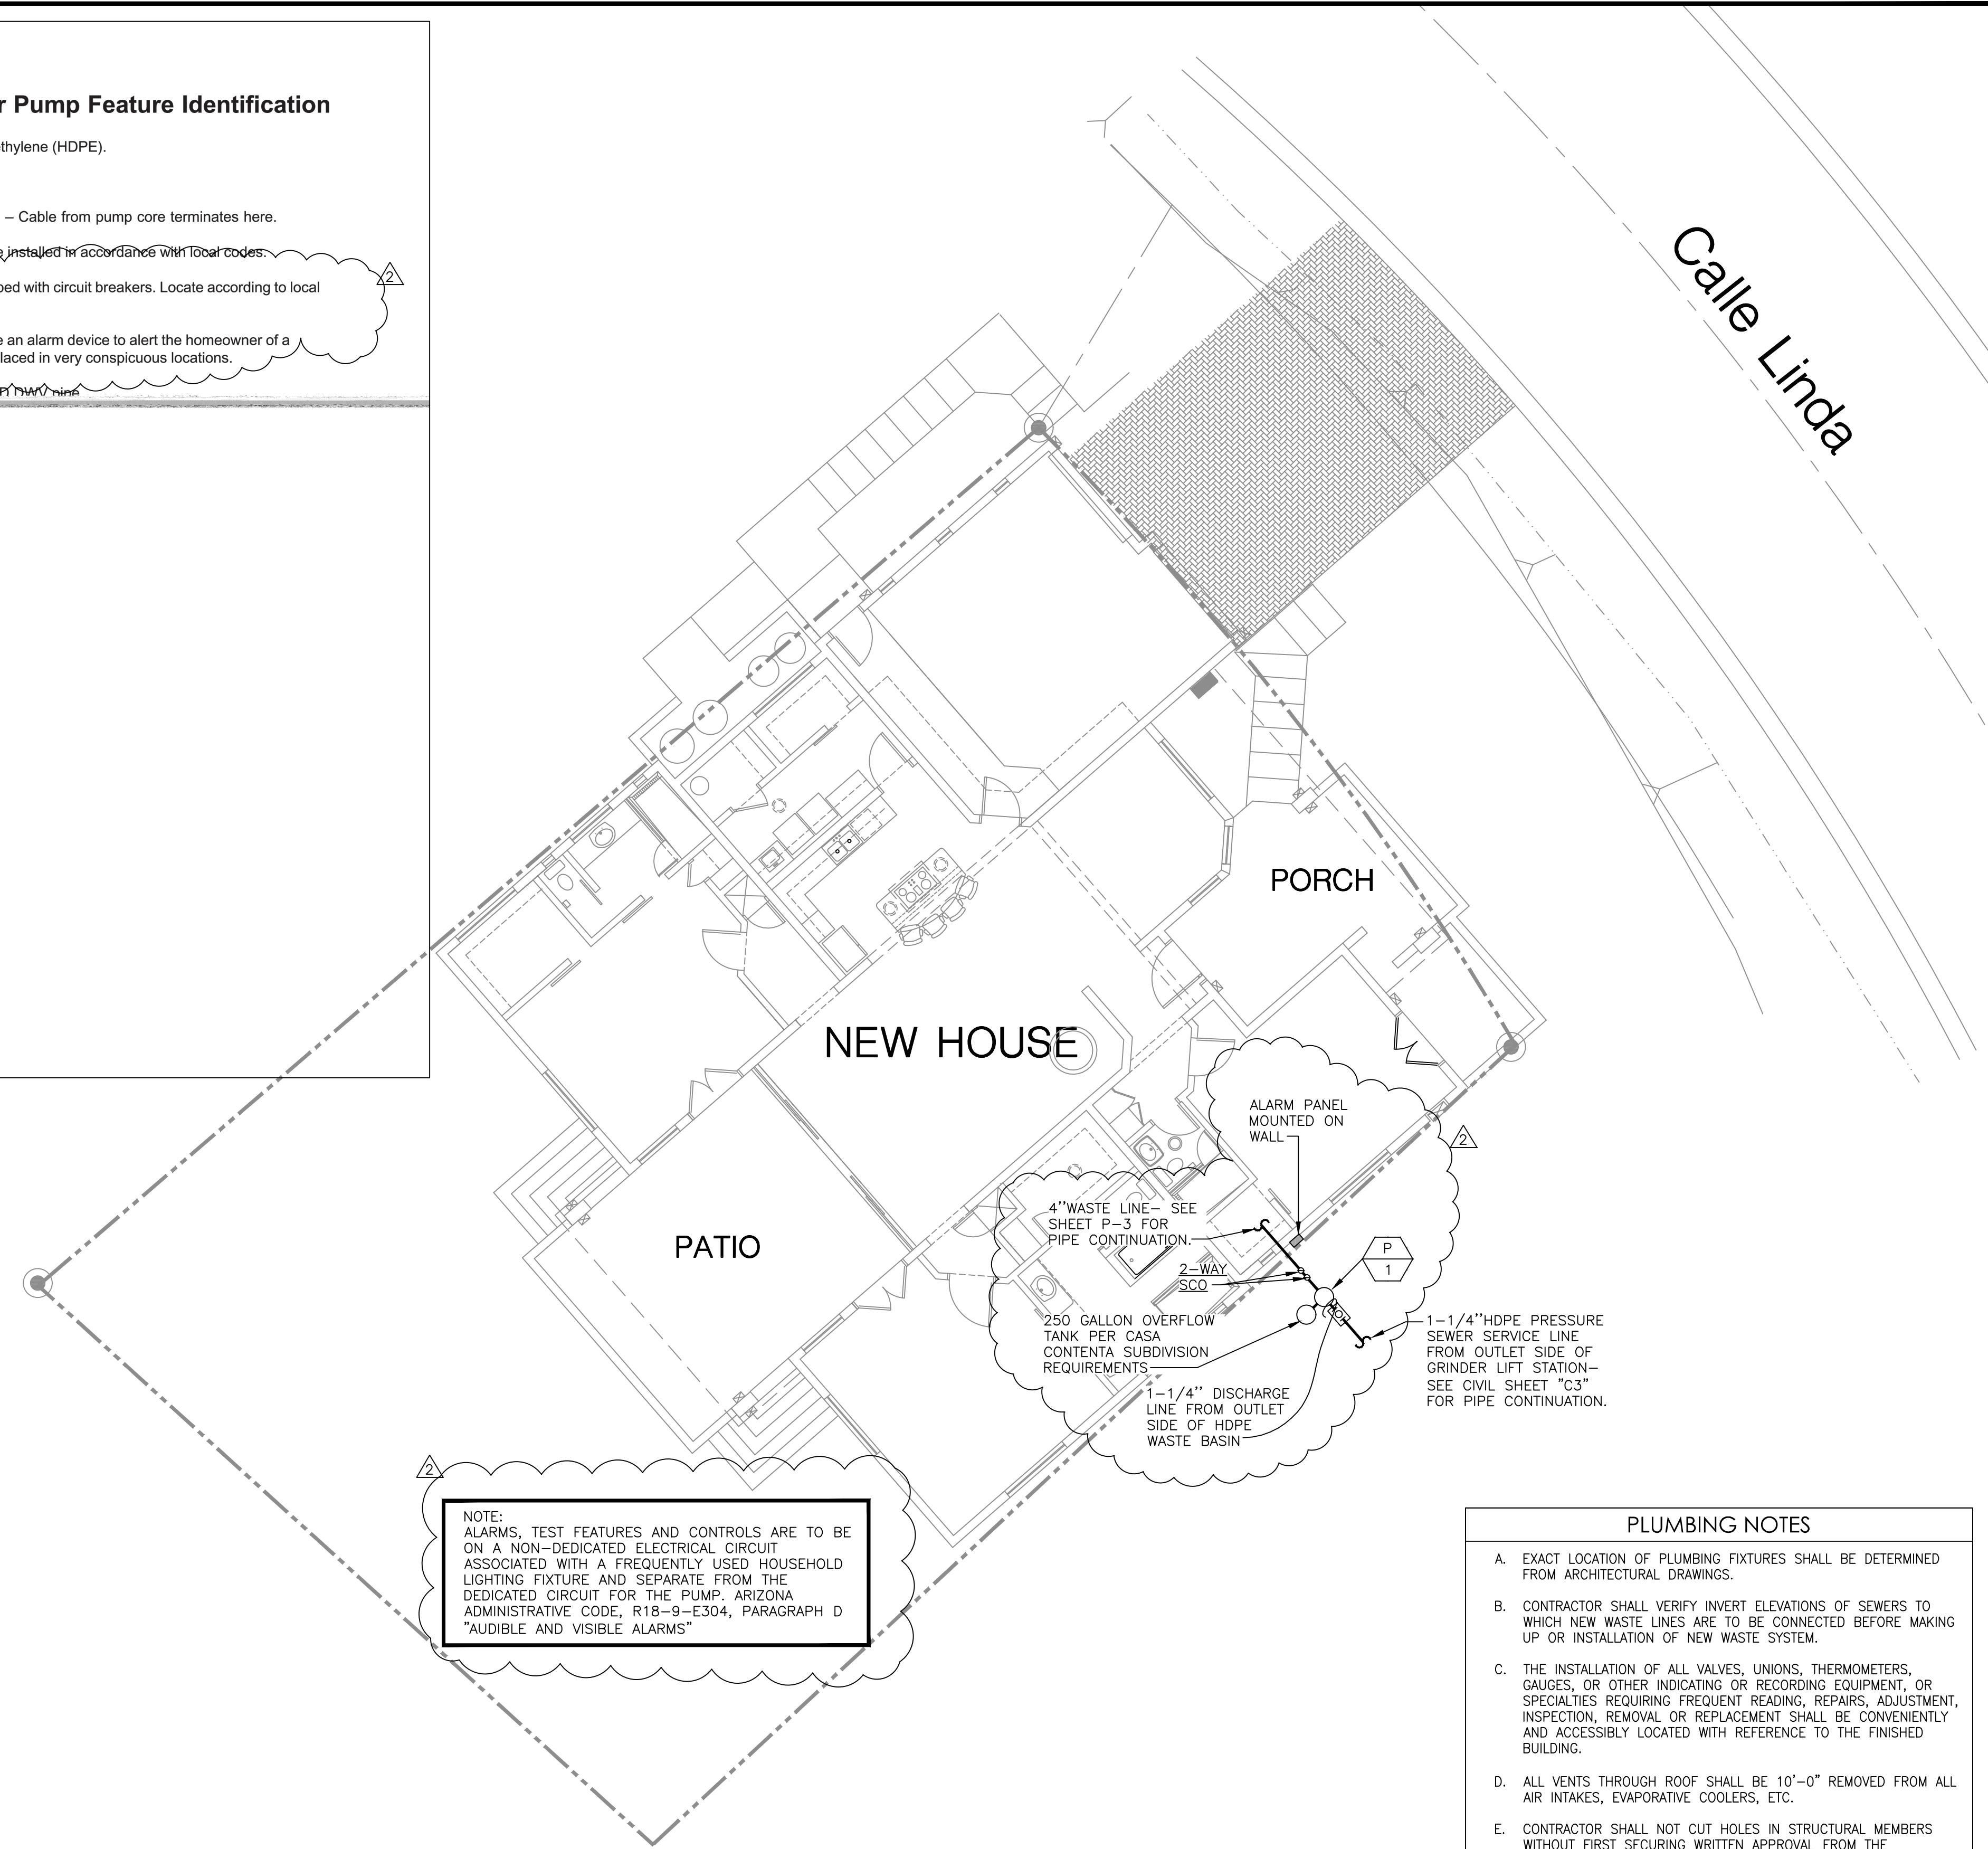 r Pump Feature Identification
ethylene (HDPE).
– Cable from pump core terminates here.
e installed in accordance with local codes.
2
ped with circuit breakers. Locate according to local
e an alarm device to alert the homeowner of a
laced in very conspicuous locations.
DWV pipe
Calle Linda
PORCH
NEW HOUSE
PATIO
ALARM PANEL
MOUNTED ON
WALL
2
4''WASTE LINE– SEE
SHEET P–3 FOR
PIPE CONTINUATION.
P
1
2–WAY
SCO
250 GALLON OVERFLOW
TANK PER CASA
CONTENTA SUBDIVISION
REQUIREMENTS
1–1/4''HDPE PRESSURE
SEWER SERVICE LINE
FROM OUTLET SIDE OF
GRINDER LIFT STATION–
SEE CIVIL SHEET "C3"
FOR PIPE CONTINUATION.
1–1/4'' DISCHARGE
LINE FROM OUTLET
SIDE OF HDPE
WASTE BASIN
2
NOTE:
ALARMS, TEST FEATURES AND CONTROLS ARE TO BE
ON A NON–DEDICATED ELECTRICAL CIRCUIT
ASSOCIATED WITH A FREQUENTLY USED HOUSEHOLD
LIGHTING FIXTURE AND SEPARATE FROM THE
DEDICATED CIRCUIT FOR THE PUMP. ARIZONA
ADMINISTRATIVE CODE, R18–9–E304, PARAGRAPH D
"AUDIBLE AND VISIBLE ALARMS"
PLUMBING NOTES
A. EXACT LOCATION OF PLUMBING FIXTURES SHALL BE DETERMINED
FROM ARCHITECTURAL DRAWINGS.
B. CONTRACTOR SHALL VERIFY INVERT ELEVATIONS OF SEWERS TO
WHICH NEW WASTE LINES ARE TO BE CONNECTED BEFORE MAKING
UP OR INSTALLATION OF NEW WASTE SYSTEM.
C. THE INSTALLATION OF ALL VALVES, UNIONS, THERMOMETERS,
GAUGES, OR OTHER INDICATING OR RECORDING EQUIPMENT, OR
SPECIALTIES REQUIRING FREQUENT READING, REPAIRS, ADJUSTMENT,
INSPECTION, REMOVAL OR REPLACEMENT SHALL BE CONVENIENTLY
AND ACCESSIBLY LOCATED WITH REFERENCE TO THE FINISHED
BUILDING.
D. ALL VENTS THROUGH ROOF SHALL BE 10'–0" REMOVED FROM ALL
AIR INTAKES, EVAPORATIVE COOLERS, ETC.
E. CONTRACTOR SHALL NOT CUT HOLES IN STRUCTURAL MEMBERS
WITHOUT FIRST SECURING WRITTEN APPROVAL FROM THE